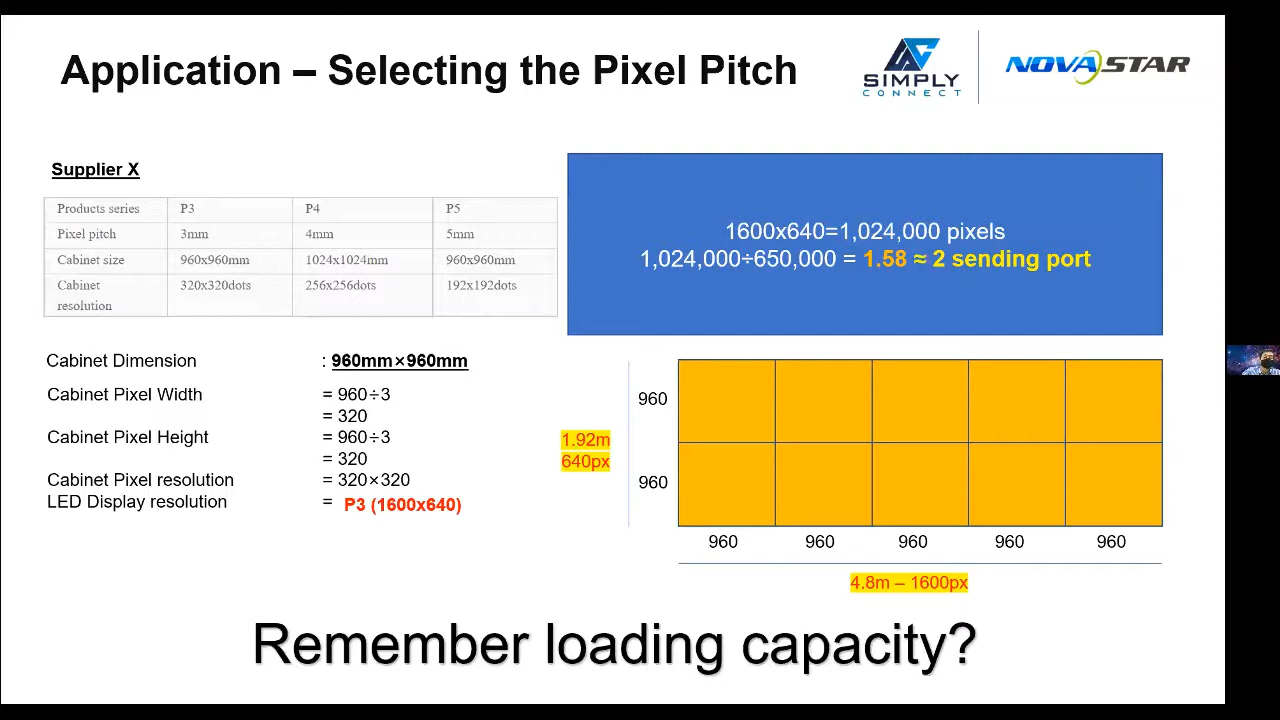 Application – Selecting the Pixel Pitch
SIMPLY
CONNECT
NOVASTAR
Supplier X
Products series P3 P4 P5
Pixel pitch 3mm 4mm 5mm
Cabinet size 960x960mm 1024x1024mm 960x960mm
Cabinet resolution 320x320dots 256x256dots 192x192dots
1600x640=1,024,000 pixels
1,024,000÷650,000 = 1.58 ≈ 2 sending port
Cabinet Dimension : 960mm×960mm
Cabinet Pixel Width = 960÷3
= 320
Cabinet Pixel Height = 960÷3
= 320
Cabinet Pixel resolution = 320×320
LED Display resolution = P3 (1600x640)
960
1.92m
640px
960
960 960 960 960 960
4.8m – 1600px
Remember loading capacity?